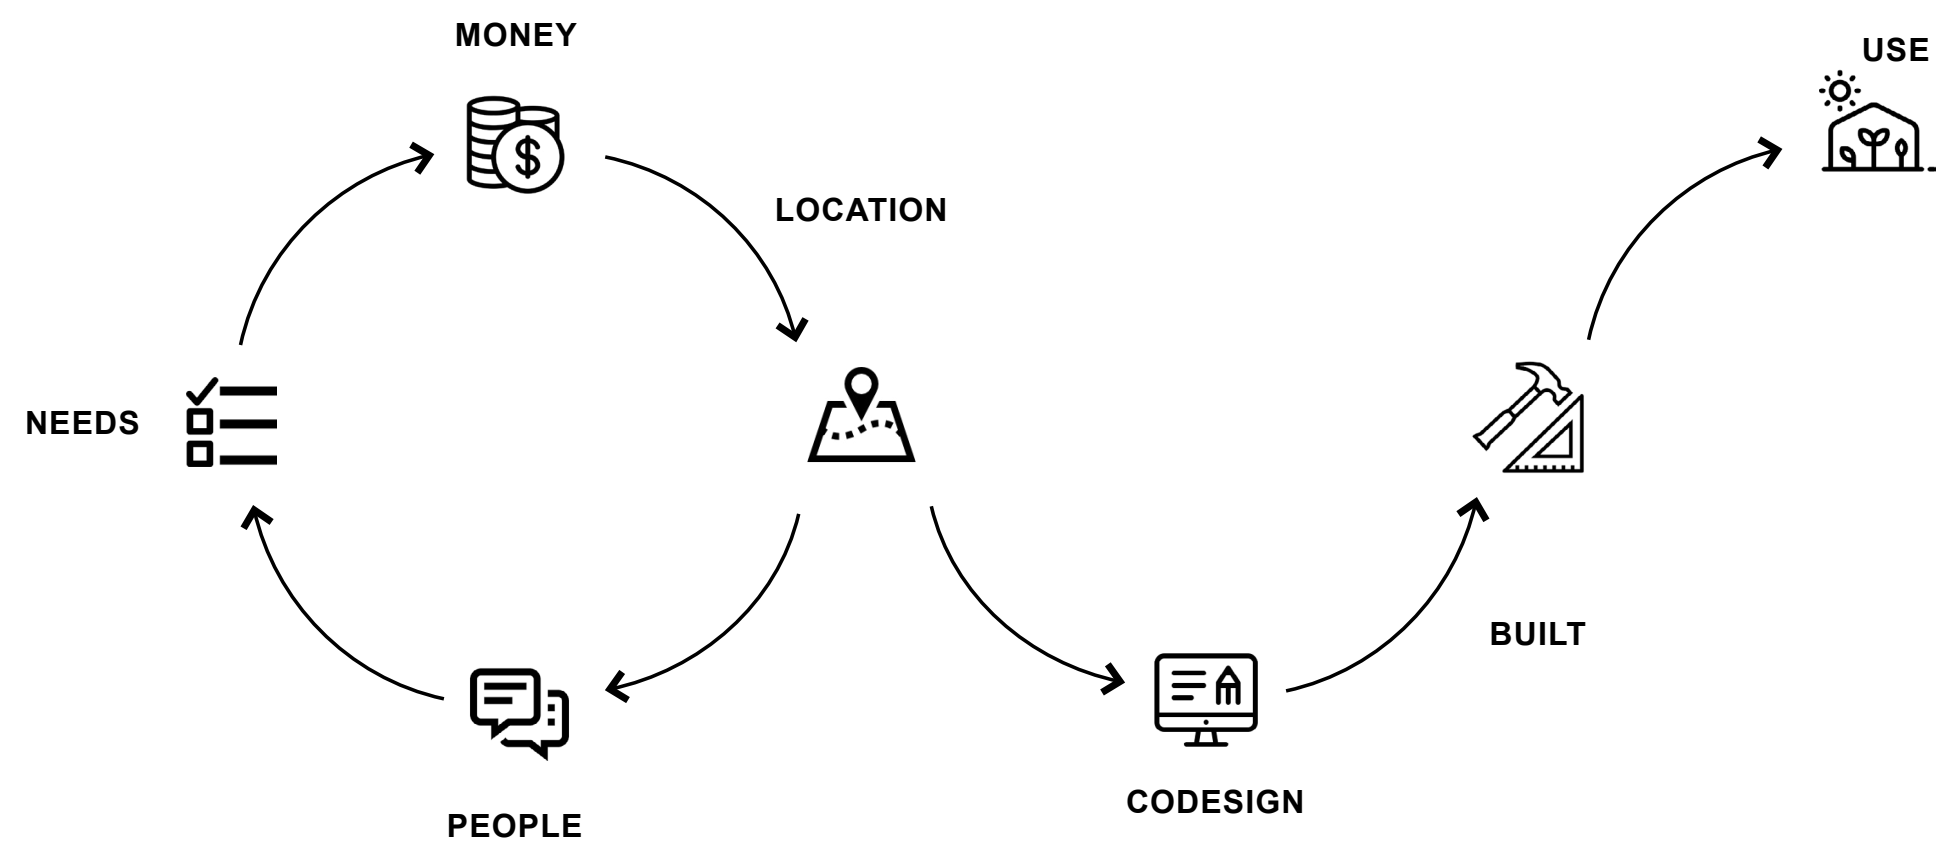 MONEY
USE
LOCATION
NEEDS
BUILT
CODESIGN
PEOPLE